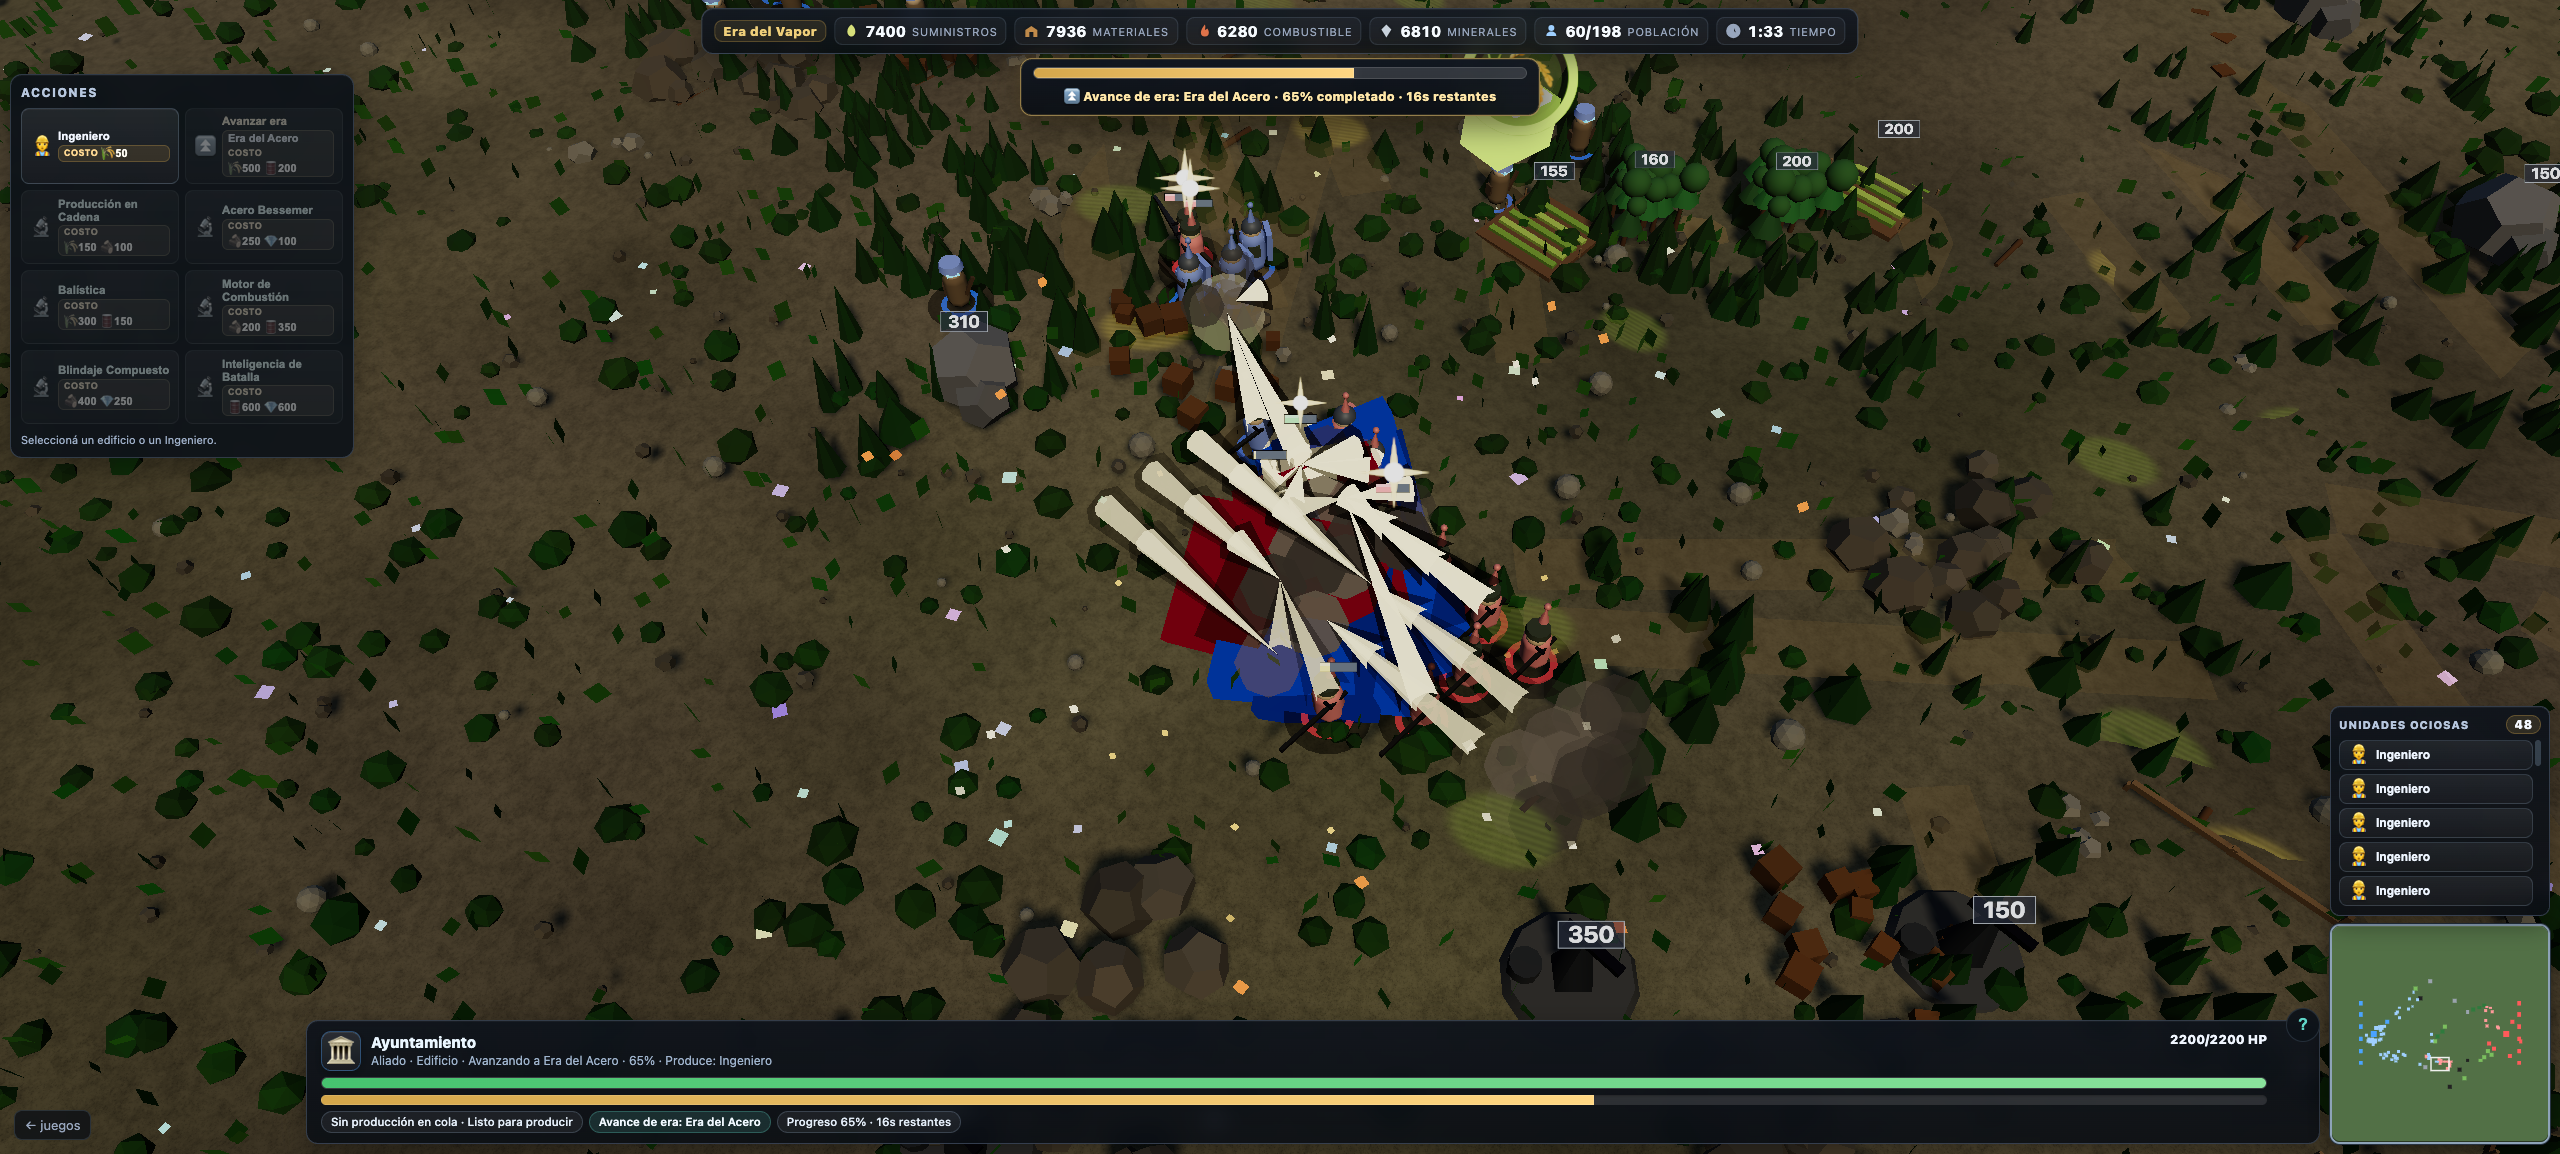 Era del Vapor
7400 SUMINISTROS
7936 MATERIALES
6280 COMBUSTIBLE
6810 MINERALES
60/198 POBLACIÓN
1:33 TIEMPO
Avance de era: Era del Acero · 65% completado · 16s restantes
ACCIONES
Ingeniero
COSTO 50
Avanzar era
Era del Acero
COSTO
500 200
Producción en
Cadena
COSTO
150 100
Acero Bessemer
COSTO
250 100
Balística
COSTO
300 150
Motor de
Combustión
COSTO
200 350
Blindaje Compuesto
COSTO
400 250
Inteligencia de
Batalla
COSTO
600 600
Seleccioná un edificio o un Ingeniero.
200
160
200
155
150
310
350
150
UNIDADES OCIOSAS 48
Ingeniero
Ingeniero
Ingeniero
Ingeniero
Ingeniero
?
Ayuntamiento
2200/2200 HP
Aliado · Edificio · Avanzando a Era del Acero · 65% · Produce: Ingeniero
Sin producción en cola · Listo para producir
Avance de era: Era del Acero
Progreso 65% · 16s restantes
← juegos